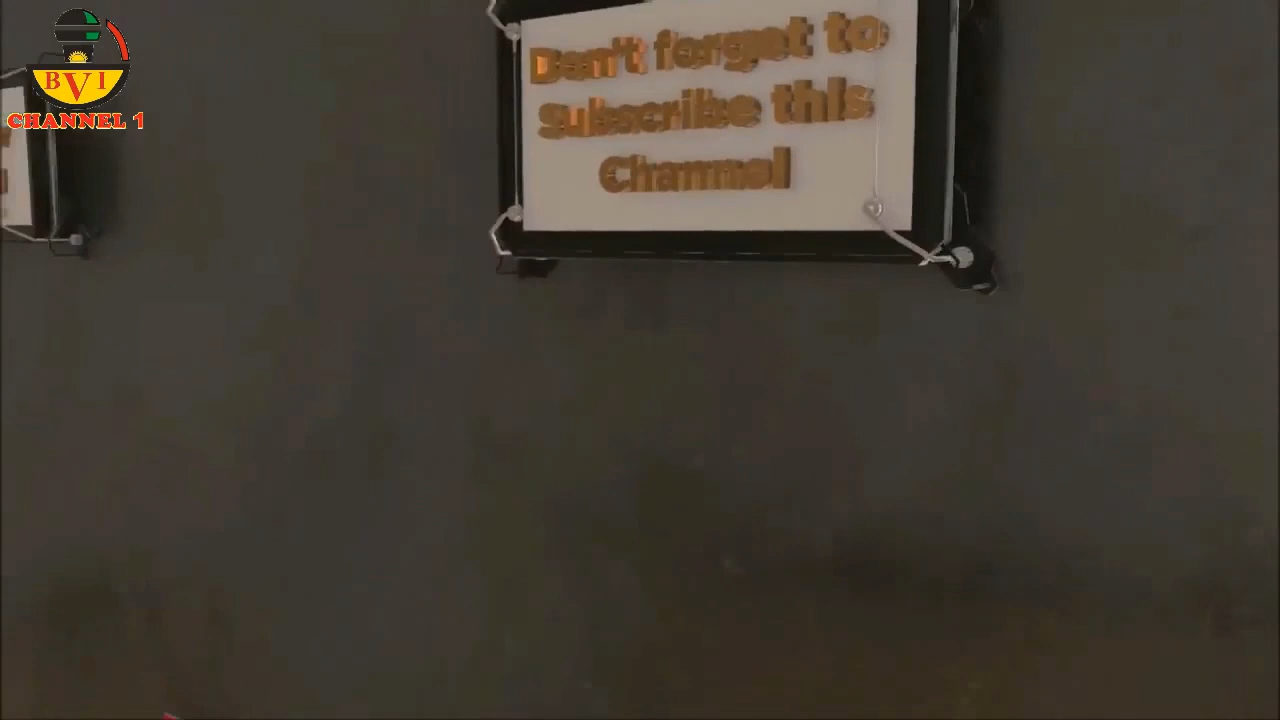 BVI
CHANNEL 1
Don't forget to
Subscribe this
Channel